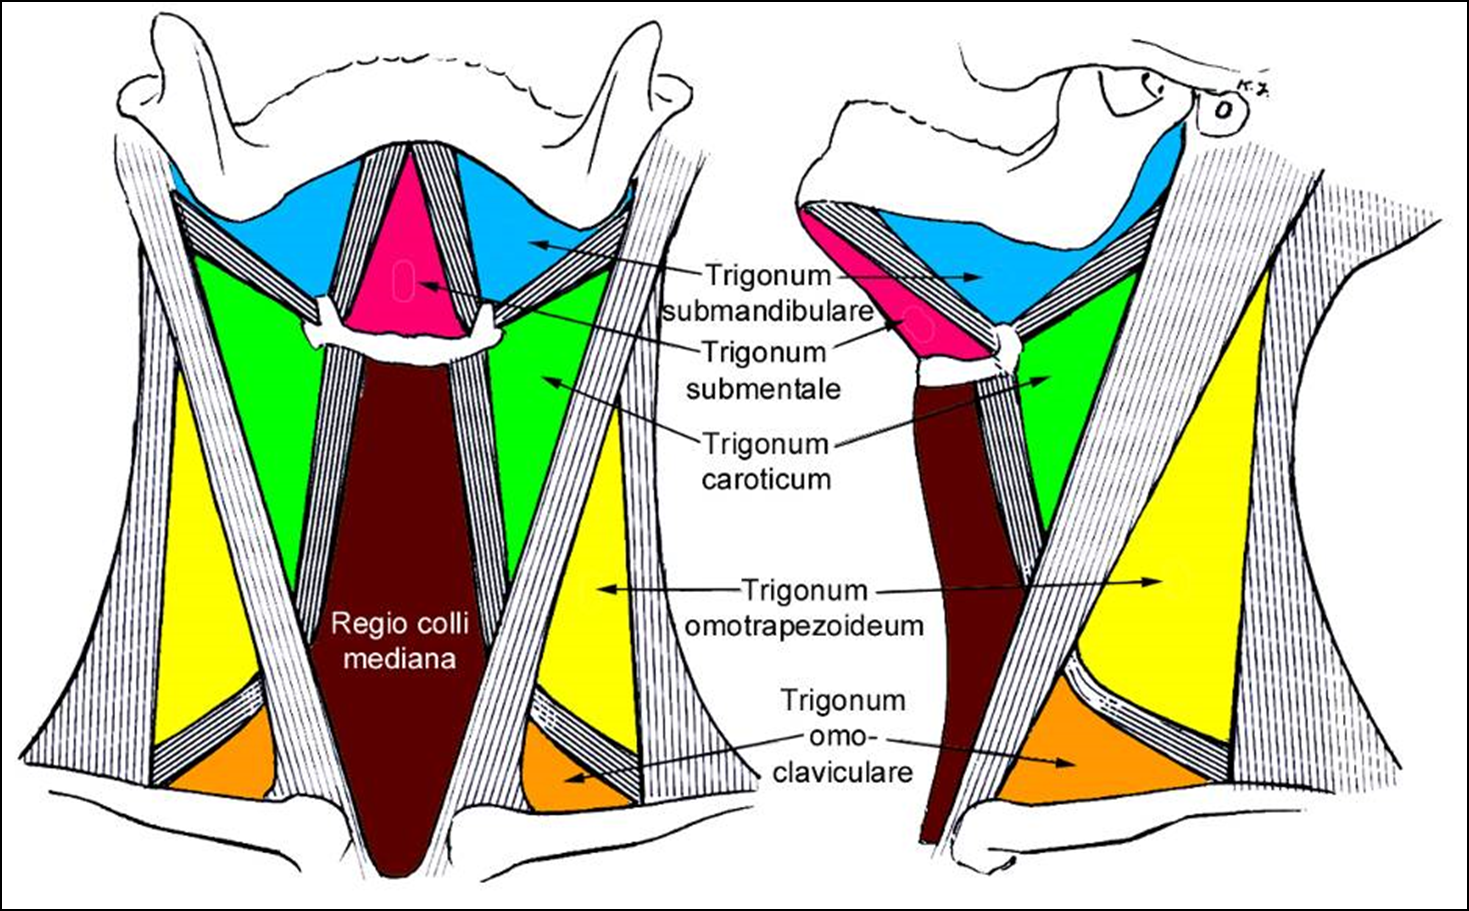 K.J.
Trigonum
submandibulare
Trigonum
submentale
Trigonum
caroticum
Trigonum
omotrapezoideum
Regio colli
mediana
Trigonum
omo-
claviculare